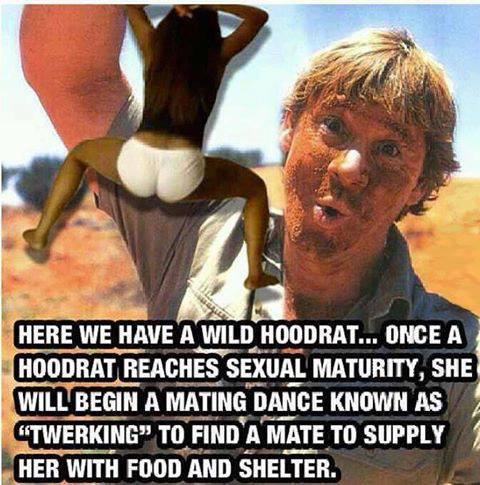 HERE WE HAVE A WILD HOODRAT... ONCE A
HOODRAT REACHES SEXUAL MATURITY, SHE
WILL BEGIN A MATING DANCE KNOWN AS
“TWERKING” TO FIND A MATE TO SUPPLY
HER WITH FOOD AND SHELTER.